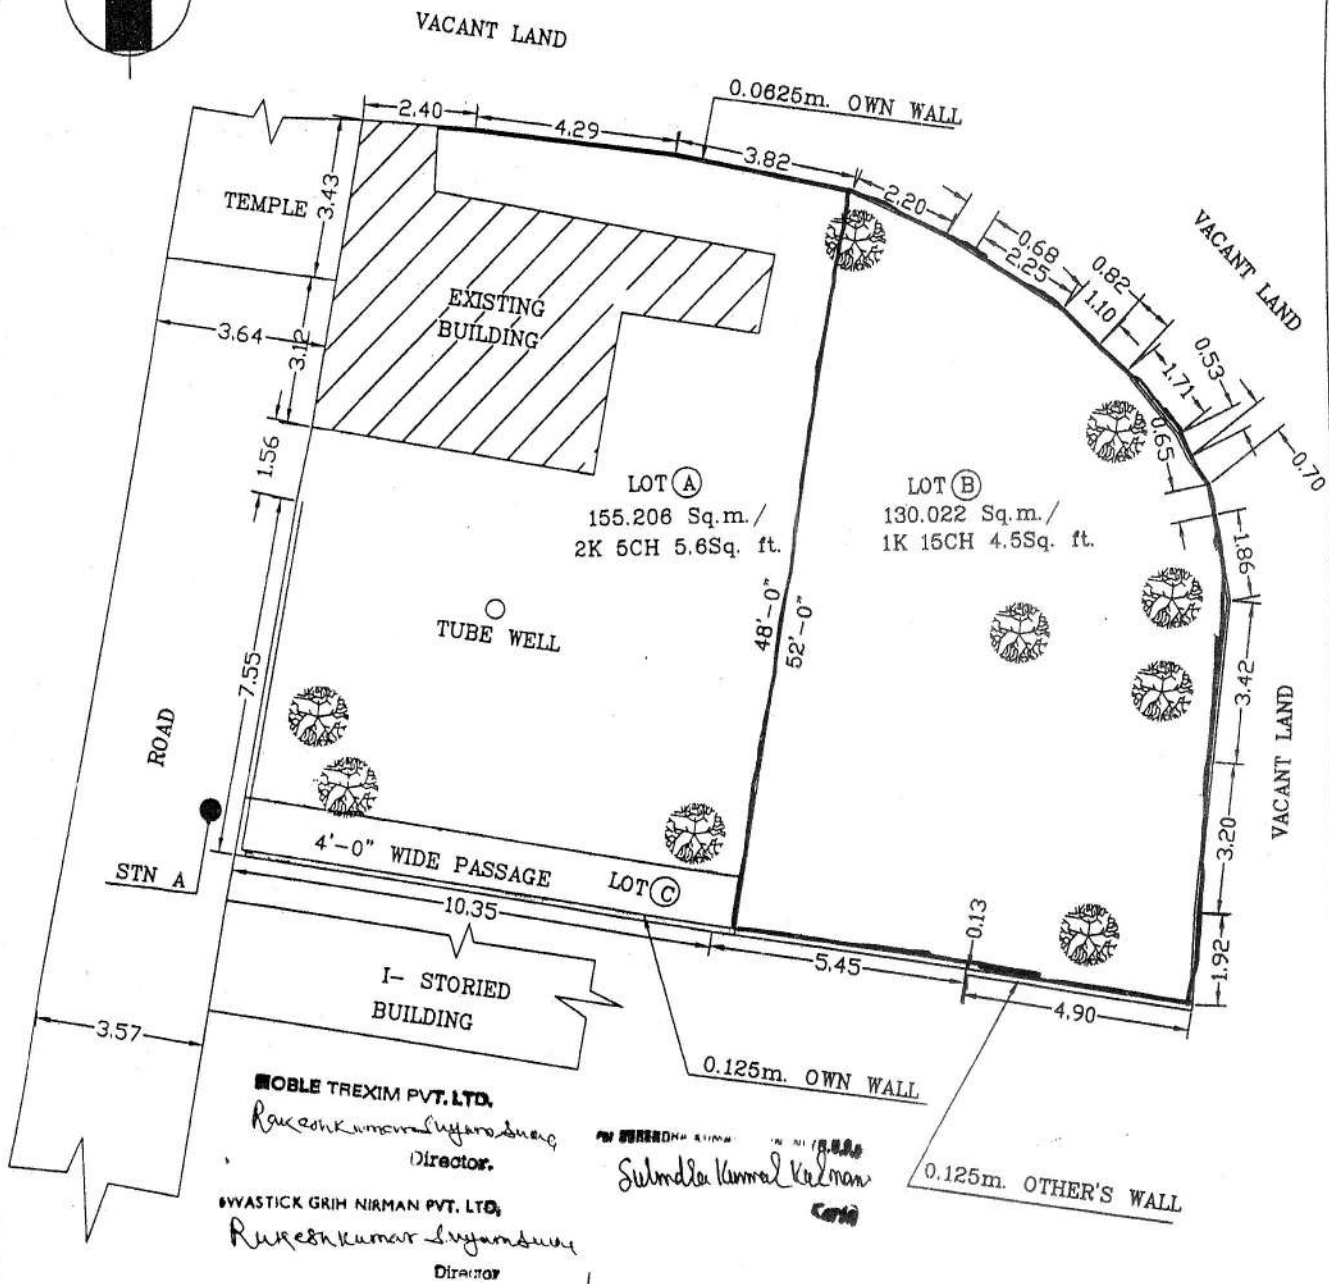 VACANT LAND
0.0625m. OWN WALL
2.40
4.29
3.82
2.20
0.68
2.25
0.82
1.10
VACANT LAND
0.53
1.71
0.65
0.70
TEMPLE
3.43
EXISTING
BUILDING
3.64
3.12
1.56
LOT A
155.206 Sq.m./
2K 5CH 5.6Sq. ft.
LOT B
130.022 Sq.m./
1K 15CH 4.5Sq. ft.
1.86
TUBE WELL
48'-0"
52'-0"
7.55
3.42
VACANT LAND
ROAD
3.20
STN A
4'-0" WIDE PASSAGE LOT C
10.35
0.13
5.45
1.92
4.90
I- STORIED
BUILDING
3.57
0.125m. OWN WALL
0.125m. OTHER'S WALL
NOBLE TREXIM PVT. LTD.
Director.
SWASTICK GRIH NIRMAN PVT. LTD.
Director
Karta